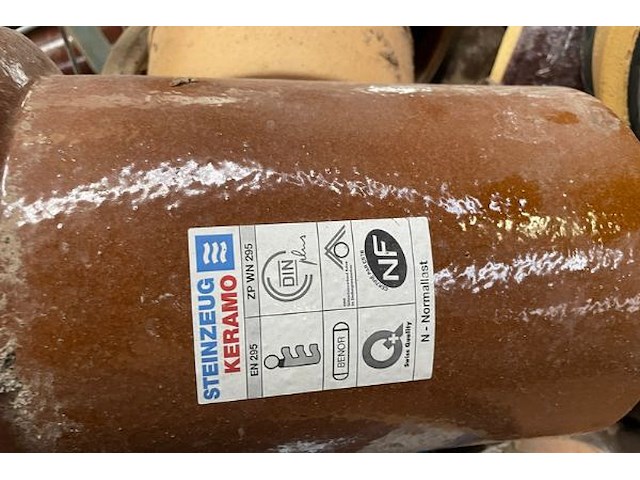 STEINZEUG
KERAMO
EN 295
ZP WN 295
DIN plus
BENOR
NF
Q+
Swiss Quality
N - Normallast